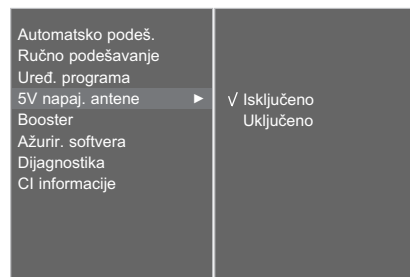 Automatsko podeš.
Ručno podešavanje
Uređ. programa
5V napaj. antene ►
Booster
Ažurir. softvera
Dijagnostika
CI informacije
√ Isključeno
Uključeno